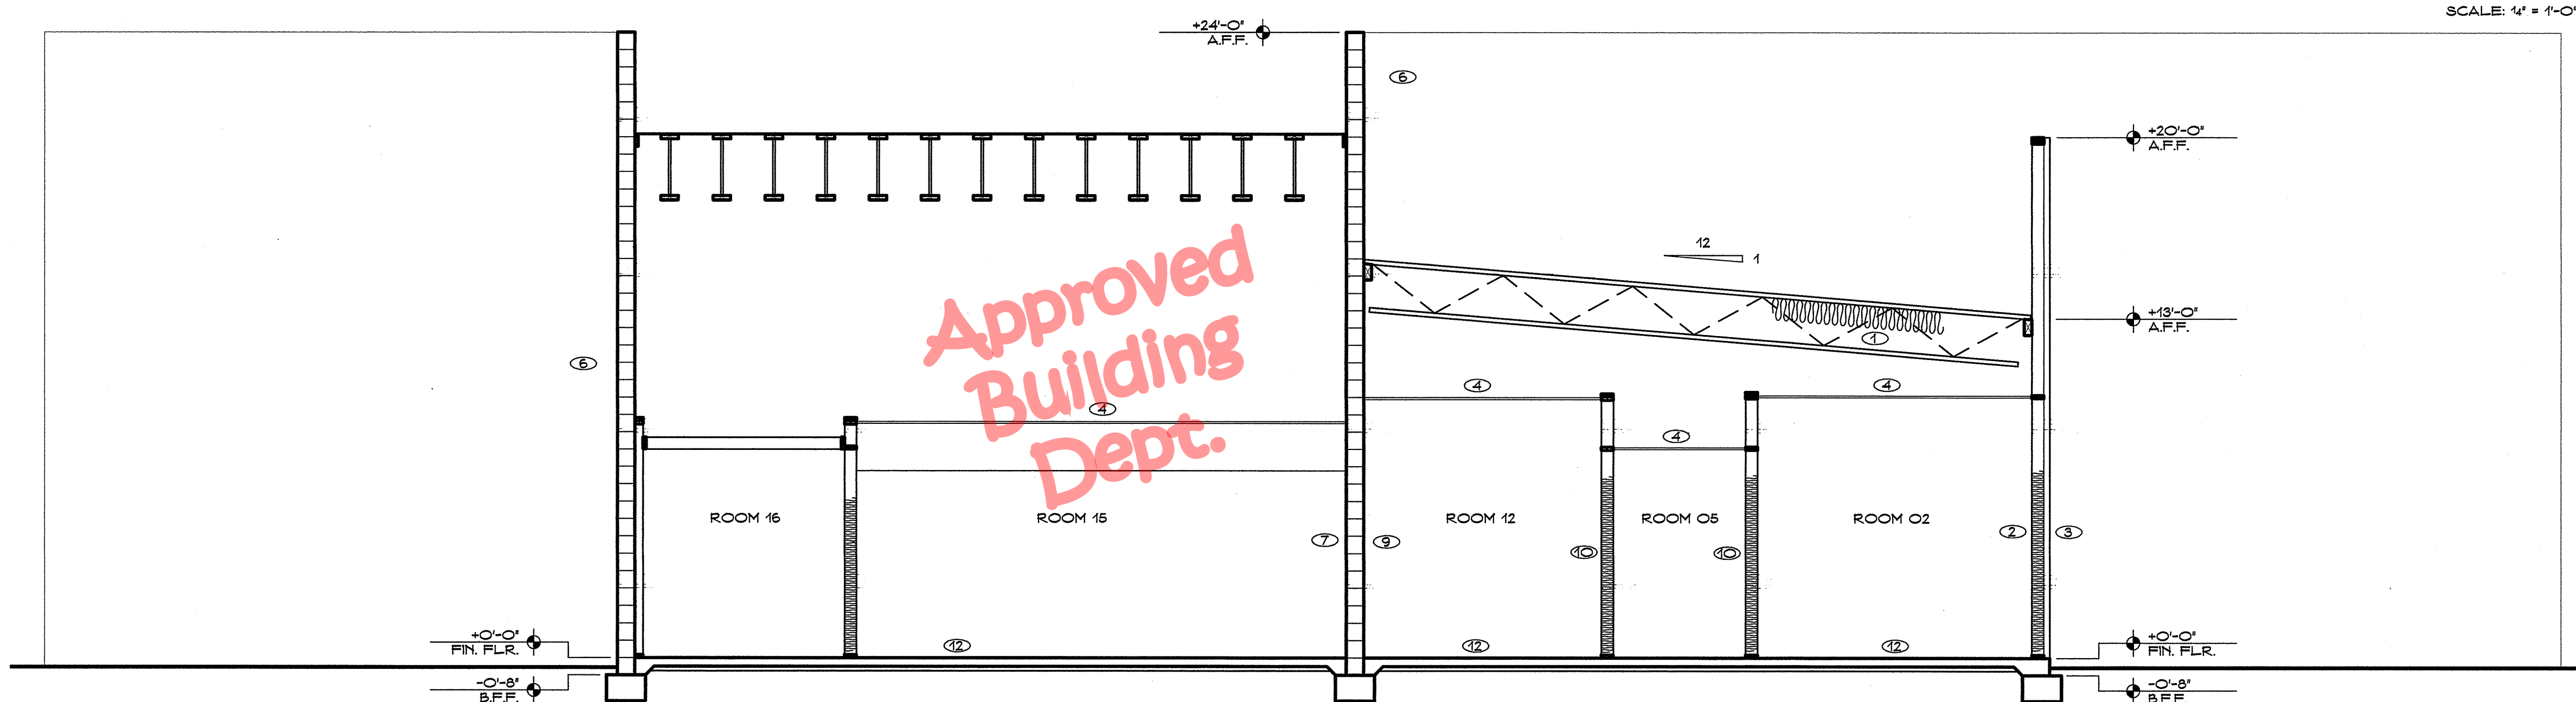 SCALE: 1/4" = 1'-0"
+24'-0"
A.F.F.
6
+20'-0"
A.F.F.
12
1
Approved
Building
Dept.
+13'-0"
A.F.F.
1
6
4
4
4
4
ROOM 16
ROOM 15
ROOM 12
ROOM 05
ROOM 02
7
9
10
10
2
3
+0'-0"
FIN. FLR.
12
12
12
+0'-0"
FIN. FLR.
-0'-8"
B.F.F.
-0'-8"
B.F.F.